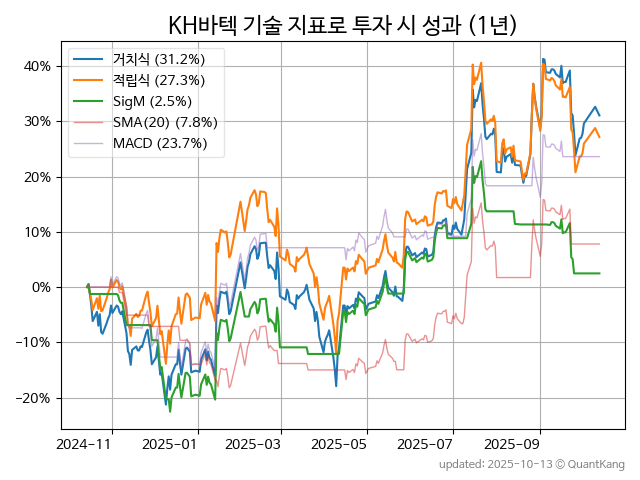 KH바텍 기술 지표로 투자 시 성과 (1년)
거치식 (31.2%)
적립식 (27.3%)
SigM (2.5%)
SMA(20) (7.8%)
MACD (23.7%)
40%
30%
20%
10%
0%
−10%
−20%
2024-11
2025-01
2025-03
2025-05
2025-07
2025-09
updated: 2025-10-13 © QuantKang